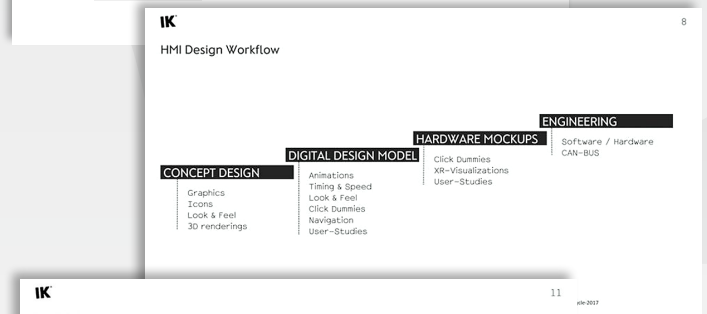 IK
8
HMI Design Workflow
ENGINEERING
Software / Hardware
CAN-BUS
HARDWARE MOCKUPS
Click Dummies
XR-Visualizations
User-Studies
DIGITAL DESIGN MODEL
Animations
Timing & Speed
Look & Feel
Click Dummies
Navigation
User-Studies
CONCEPT DESIGN
Graphics
Icons
Look & Feel
3D renderings
IK
11